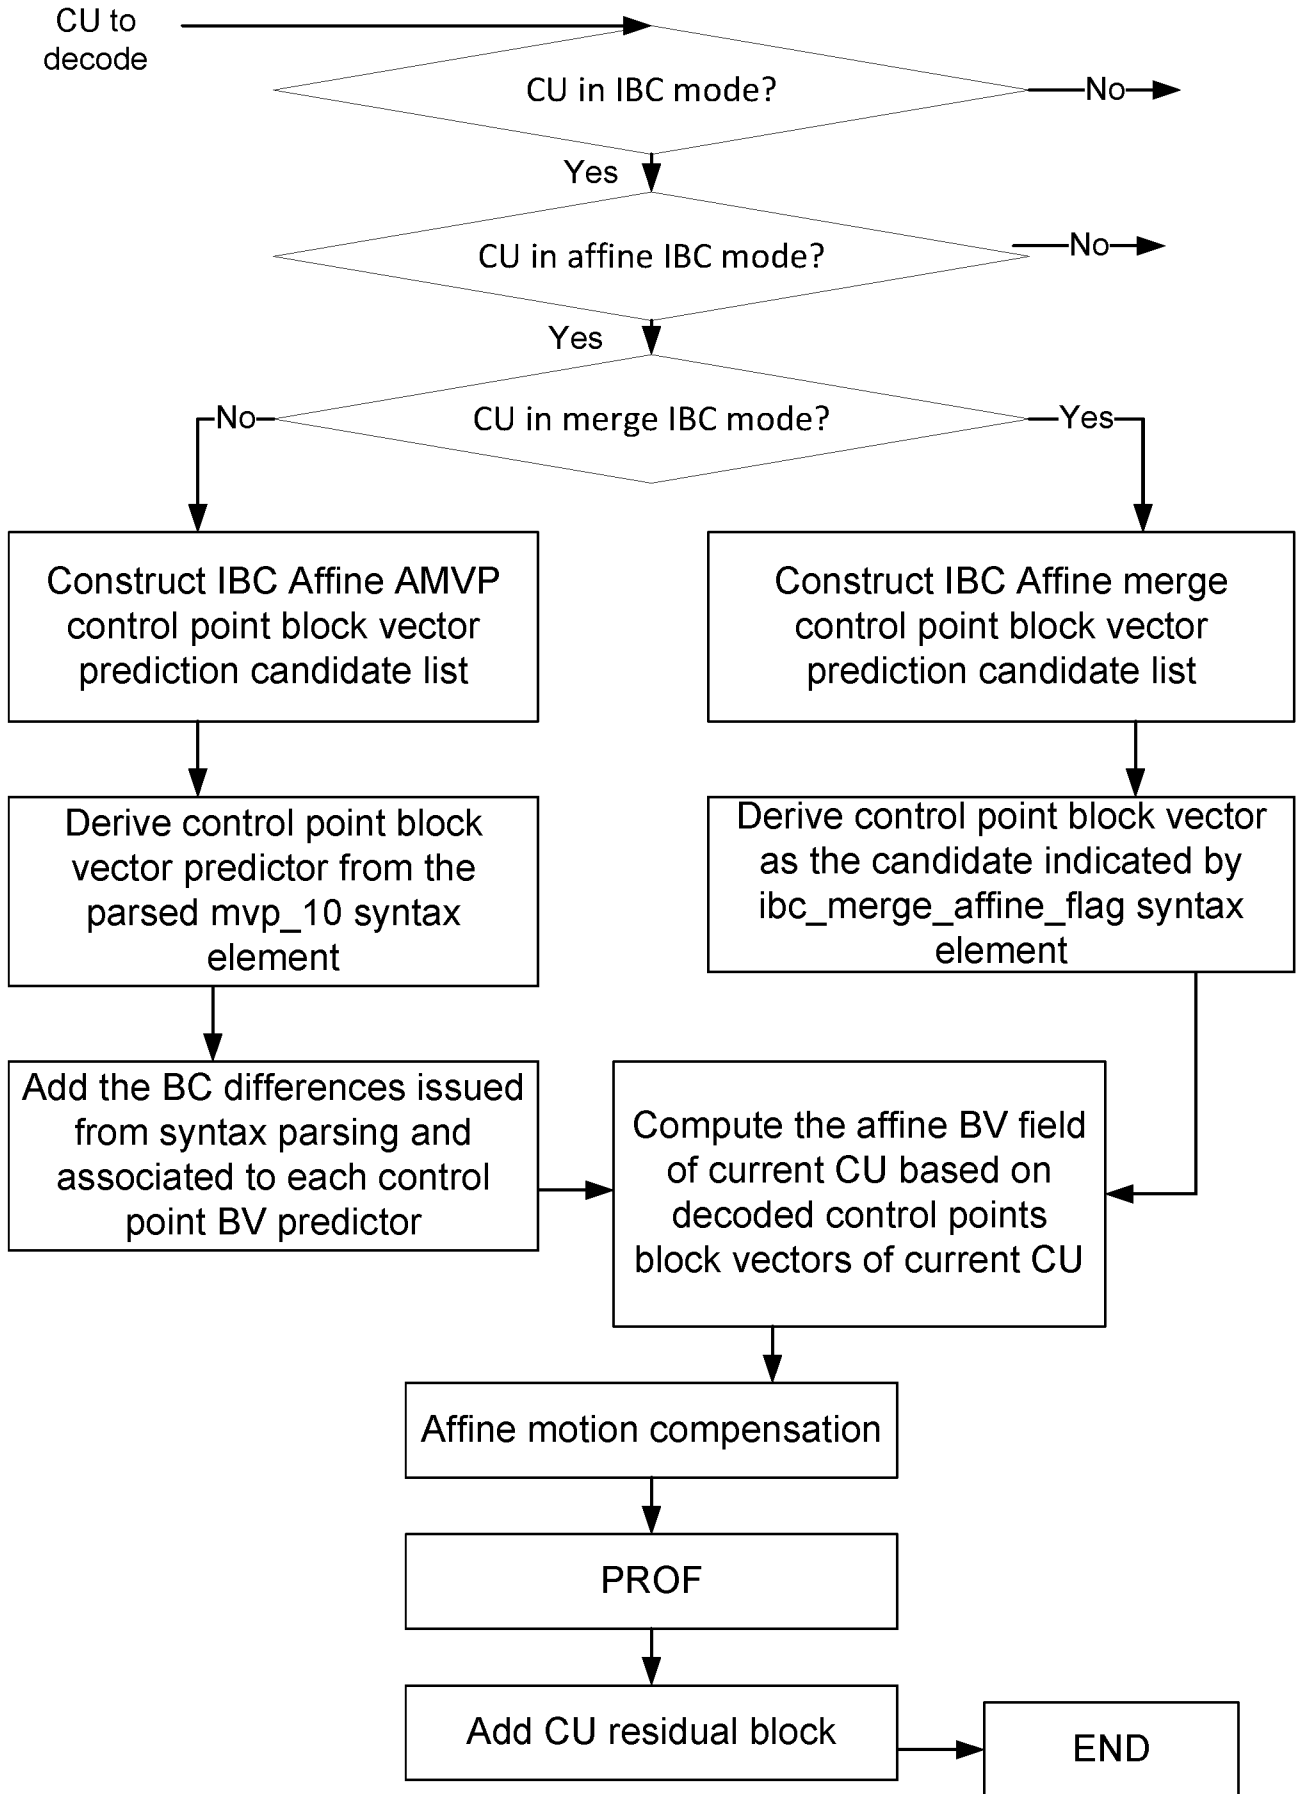 CU to
decode
CU in IBC mode?
No
Yes
CU in affine IBC mode?
No
Yes
CU in merge IBC mode?
No
Yes
Construct IBC Affine AMVP
control point block vector
prediction candidate list
Construct IBC Affine merge
control point block vector
prediction candidate list
Derive control point block
vector predictor from the
parsed mvp_10 syntax
element
Derive control point block vector
as the candidate indicated by
ibc_merge_affine_flag syntax
element
Add the BC differences issued
from syntax parsing and
associated to each control
point BV predictor
Compute the affine BV field
of current CU based on
decoded control points
block vectors of current CU
Affine motion compensation
PROF
Add CU residual block
END